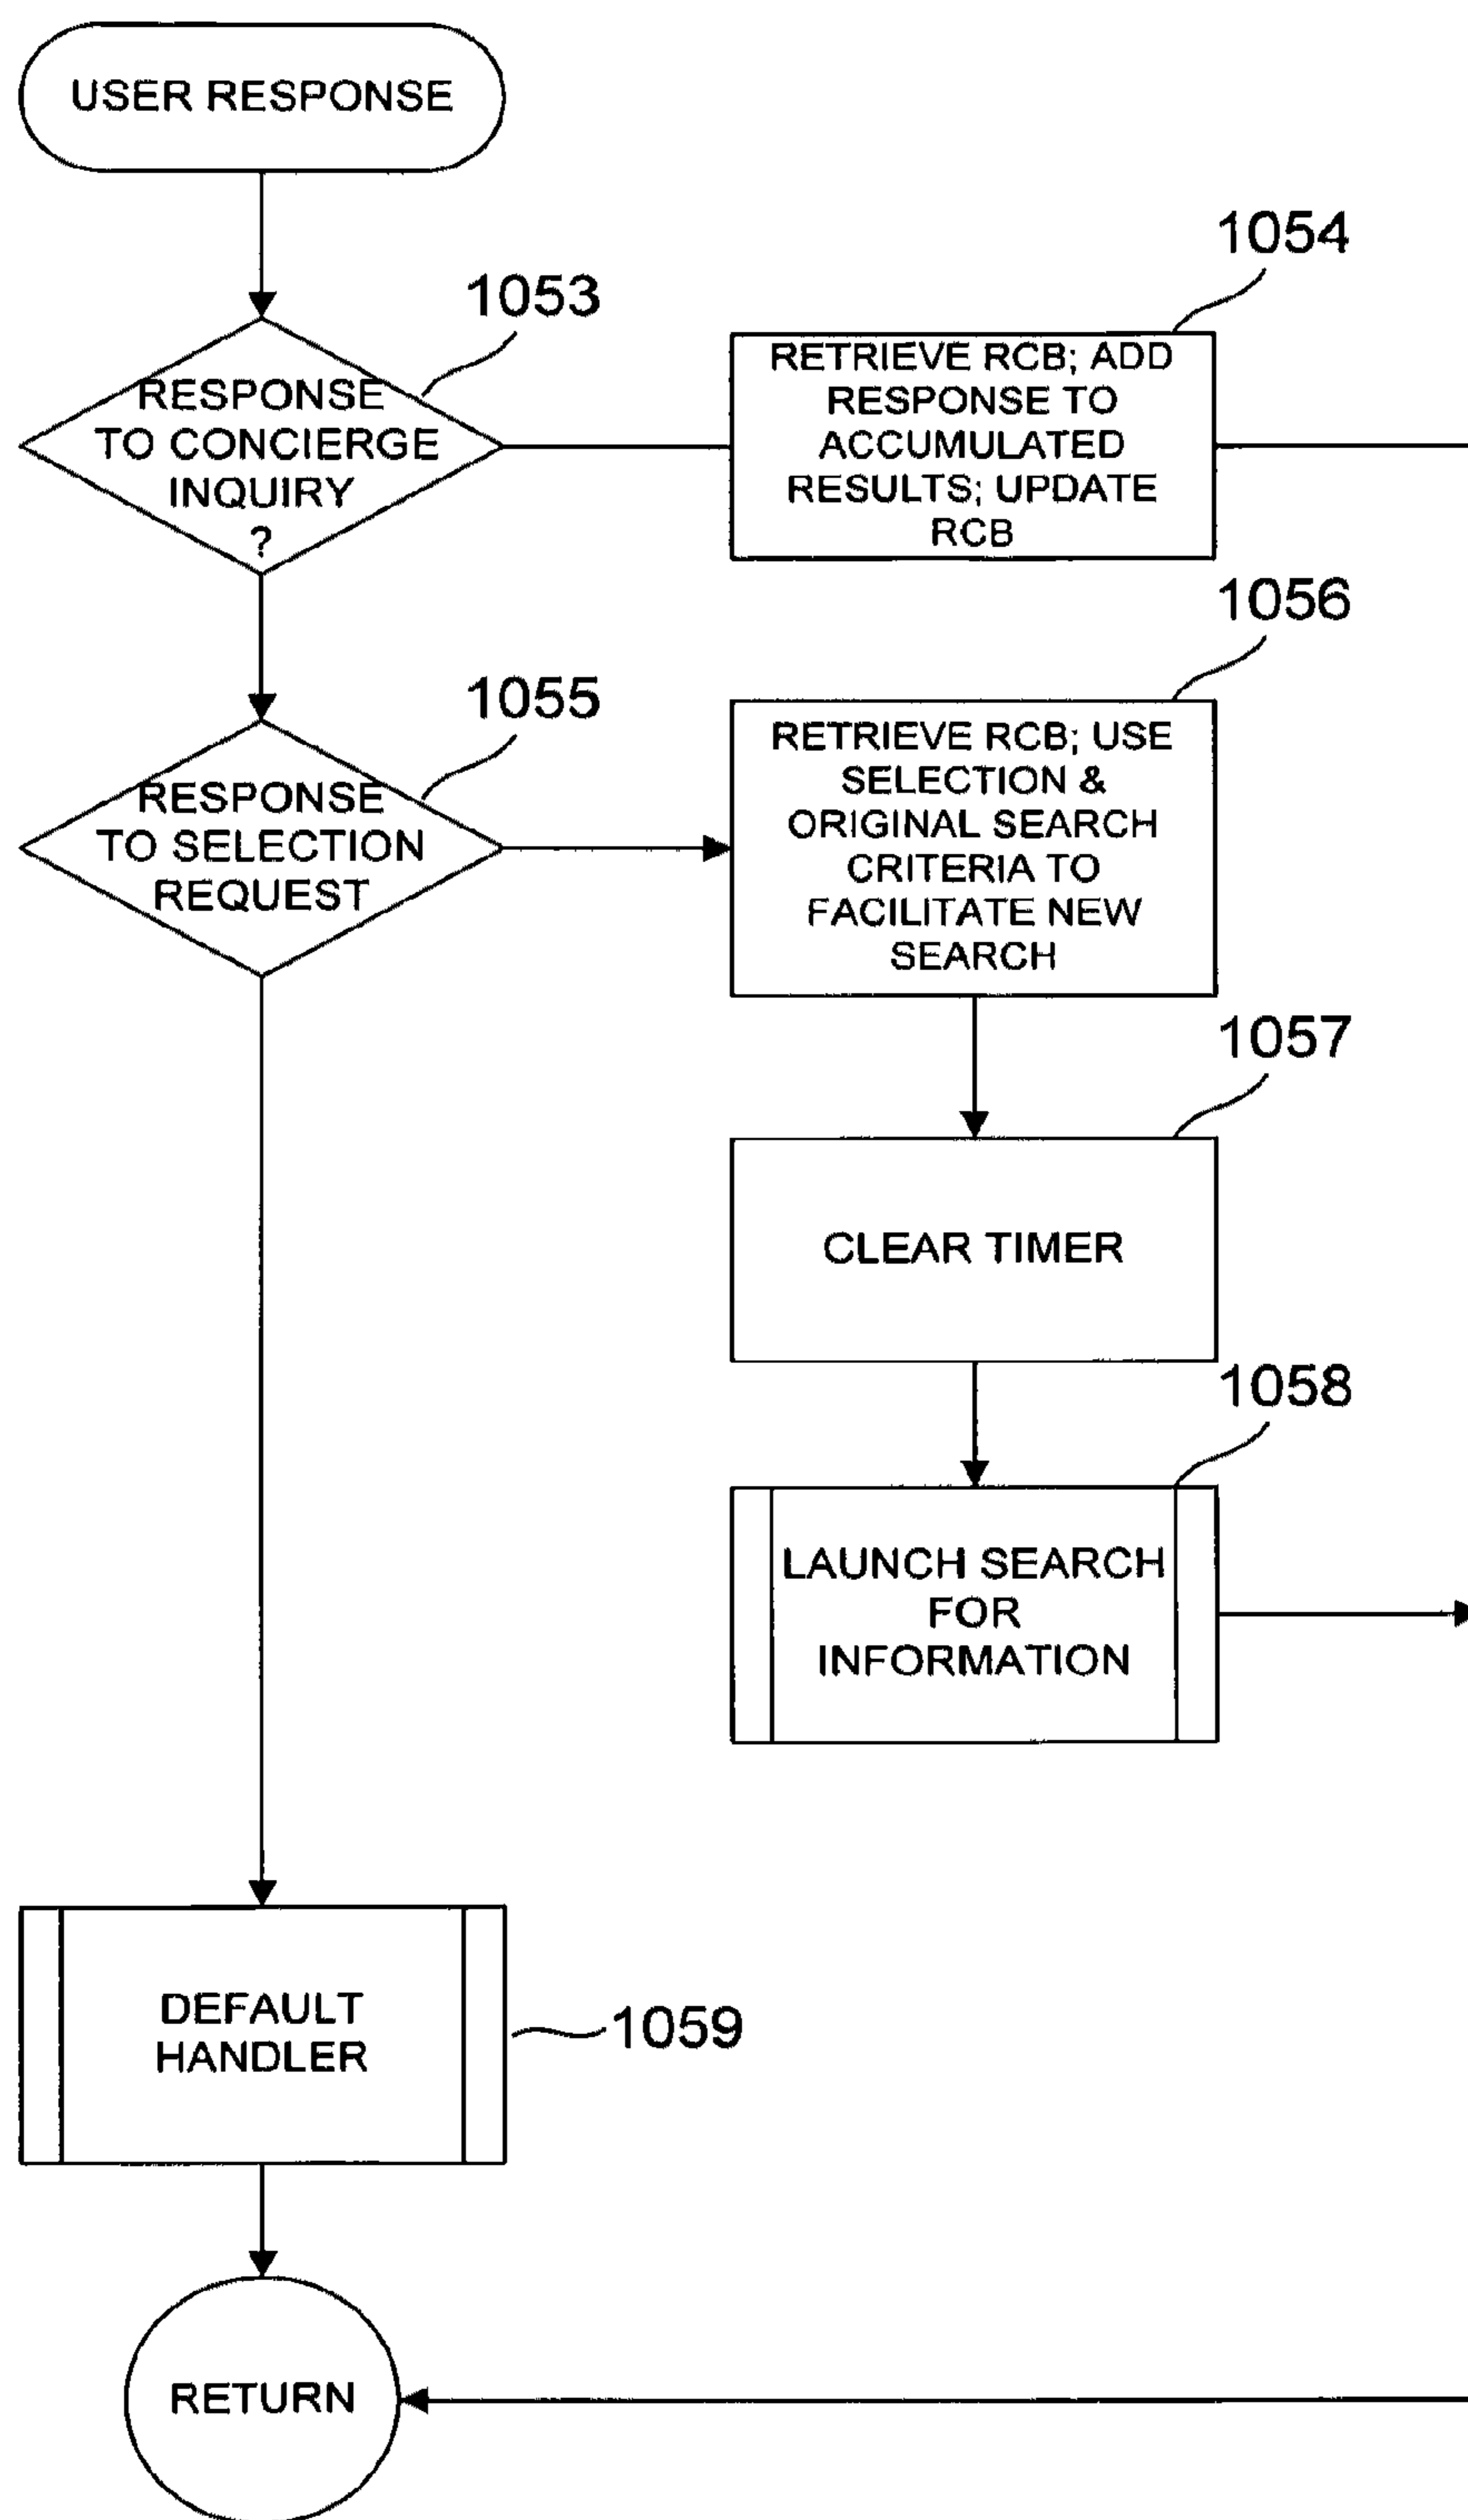 USER RESPONSE
1053
RESPONSE
TO CONCIERGE
INQUIRY
?
1054
RETRIEVE RCB; ADD
RESPONSE TO
ACCUMULATED
RESULTS; UPDATE
RCB
1055
RESPONSE
TO SELECTION
REQUEST
1056
RETRIEVE RCB; USE
SELECTION &
ORIGINAL SEARCH
CRITERIA TO
FACILITATE NEW
SEARCH
1057
CLEAR TIMER
1058
LAUNCH SEARCH
FOR
INFORMATION
DEFAULT
HANDLER
1059
RETURN